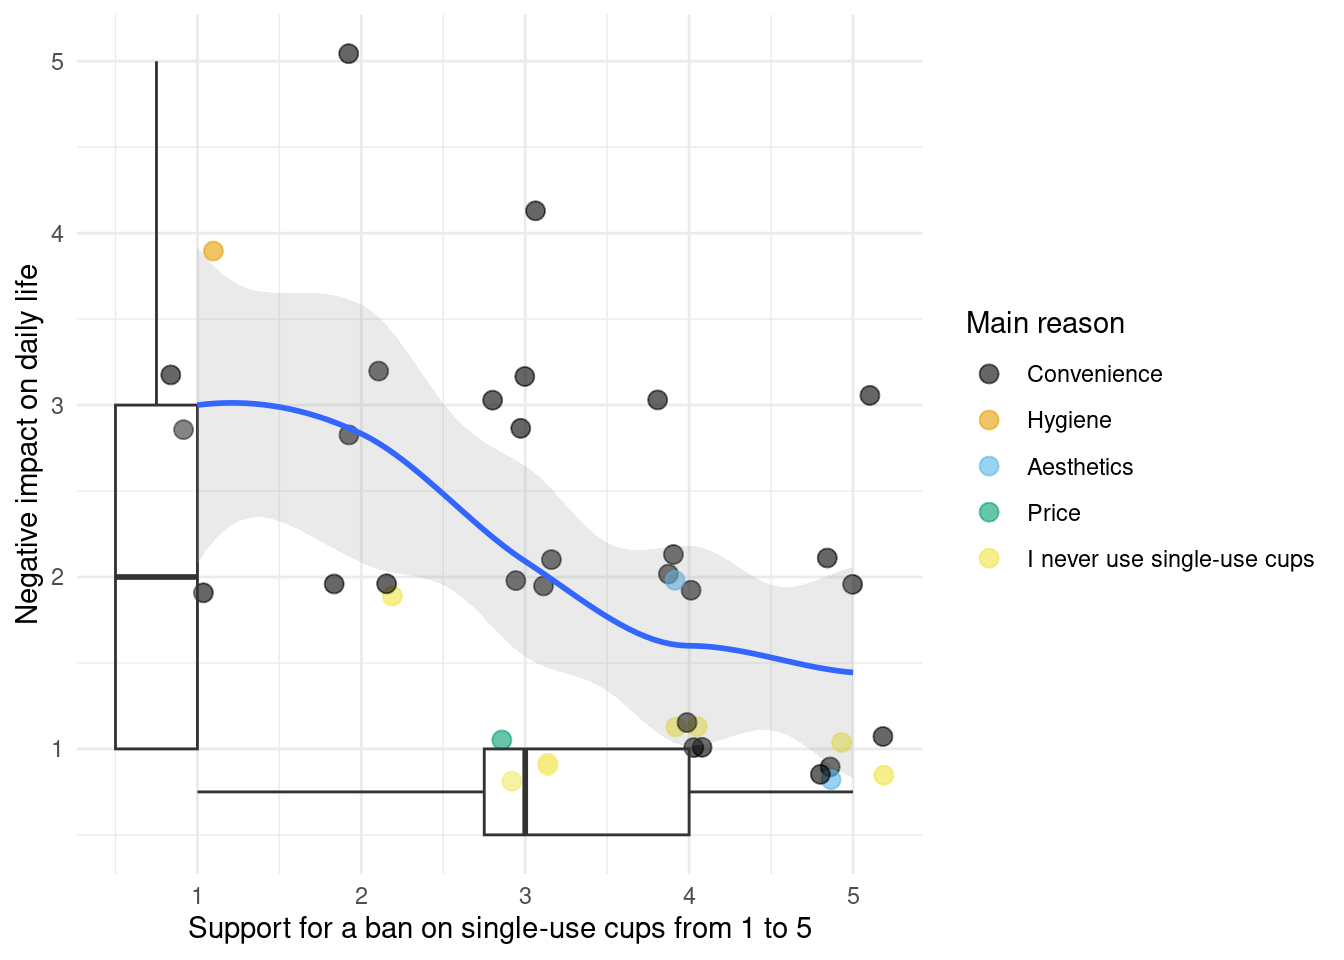 5
4
3
2
1
Negative impact on daily life
1 2 3 4 5
Support for a ban on single-use cups from 1 to 5
Main reason
Convenience
Hygiene
Aesthetics
Price
I never use single-use cups